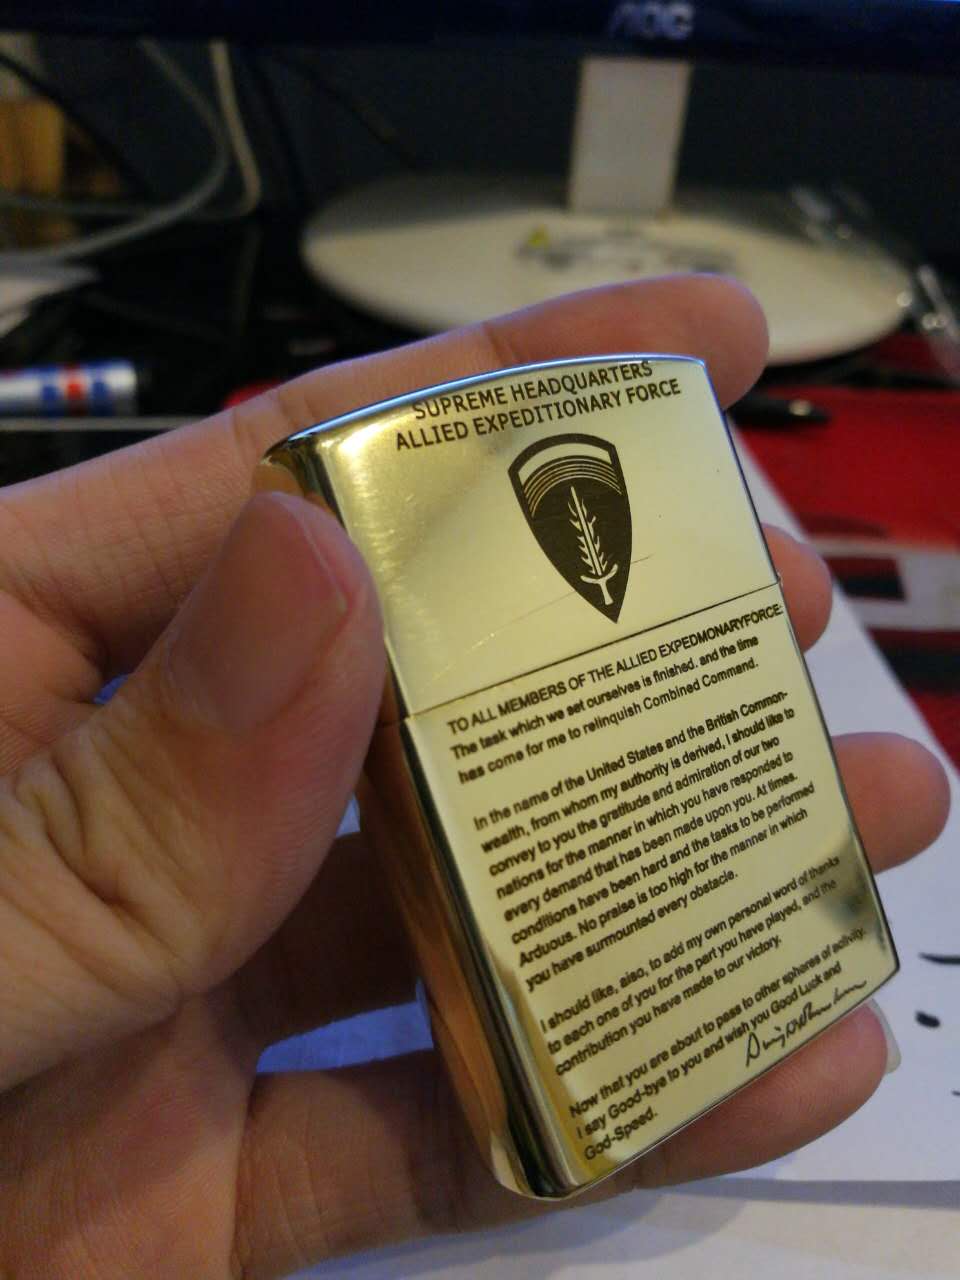 AOC
SUPREME HEADQUARTERS
ALLIED EXPEDITIONARY FORCE
TO ALL MEMBERS OF THE ALLIED EXPEDMONARYFORCE:
The task which we set ourselves is finished. and the time
has come for me to relinquish Combined Command.
In the name of the United States and the British Common-
wealth, from whom my authority is derived, I should like to
convey to you the gratitude and admiration of our two
nations for the manner in which you have responded to
every demand that has been made upon you. At times.
conditions have been hard and the tasks to be performed
Arduous. No praise is too high for the manner in which
you have surmounted every obstacle.
I should like, also, to add my own personal word of thanks
to each one of you for the part you have played, and the
contribution you have made to our victory.
Now that you are about to pass to other spheres of activity.
I say Good-bye to you and wish you Good Luck and
God-Speed.